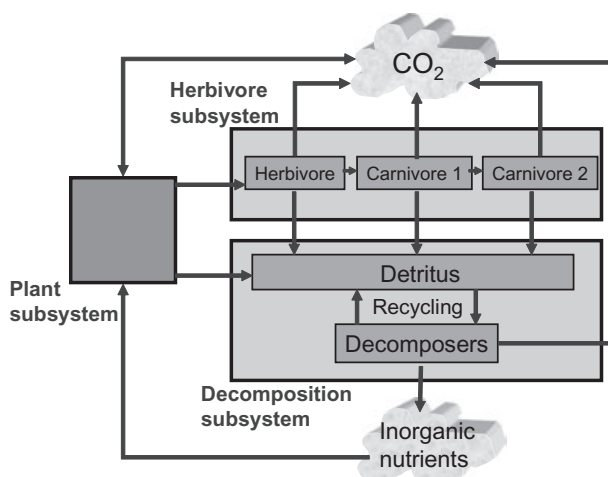 CO2
Herbivore
subsystem
Herbivore
Carnivore 1
Carnivore 2
Detritus
Plant
subsystem
Recycling
Decomposers
Decomposition
subsystem
Inorganic
nutrients